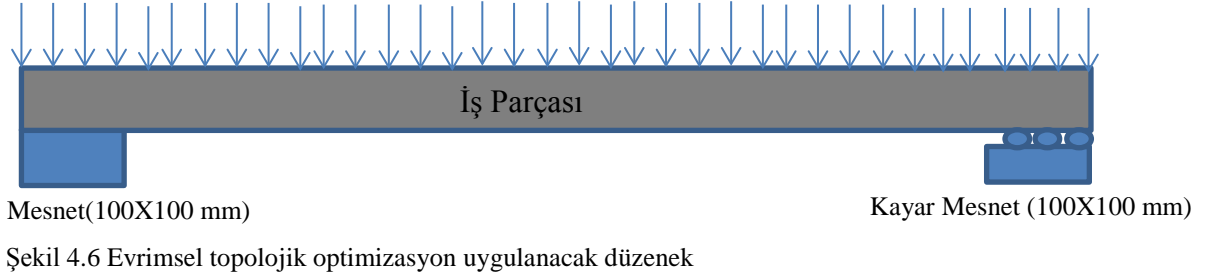 İş Parçası
Mesnet(100X100 mm)
Kayar Mesnet (100X100 mm)
Şekil 4.6 Evrimsel topolojik optimizasyon uygulanacak düzenek